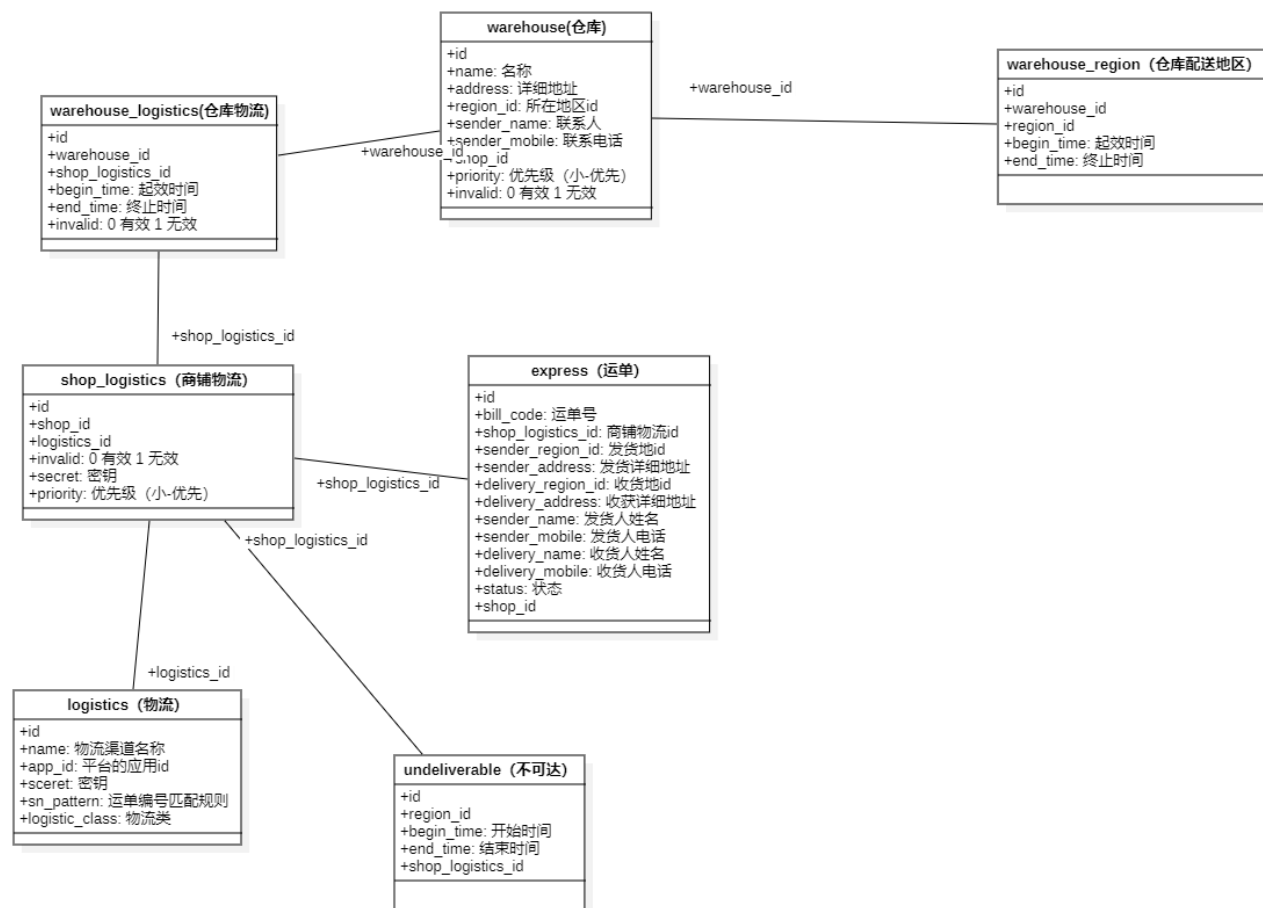 warehouse(仓库)
+id
+name: 名称
+address: 详细地址
+region_id: 所在地区id
+sender_name: 联系人
+sender_mobile: 联系电话
+shop_id
+priority: 优先级（小-优先）
+invalid: 0 有效 1 无效
+warehouse_id
warehouse_region（仓库配送地区）
+id
+warehouse_id
+region_id
+begin_time: 起效时间
+end_time: 终止时间
warehouse_logistics(仓库物流)
+id
+warehouse_id
+shop_logistics_id
+begin_time: 起效时间
+end_time: 终止时间
+invalid: 0 有效 1 无效
+warehouse_id
+shop_logistics_id
shop_logistics（商铺物流）
+id
+shop_id
+logistics_id
+invalid: 0 有效 1 无效
+secret: 密钥
+priority: 优先级（小-优先）
+shop_logistics_id
express（运单）
+id
+bill_code: 运单号
+shop_logistics_id: 商铺物流id
+sender_region_id: 发货地id
+sender_address: 发货详细地址
+delivery_region_id: 收货地id
+delivery_address: 收获详细地址
+sender_name: 发货人姓名
+sender_mobile: 发货人电话
+delivery_name: 收货人姓名
+delivery_mobile: 收货人电话
+status: 状态
+shop_id
+shop_logistics_id
+logistics_id
logistics（物流）
+id
+name: 物流渠道名称
+app_id: 平台的应用id
+sceret: 密钥
+sn_pattern: 运单编号匹配规则
+logistic_class: 物流类
undeliverable（不可达）
+id
+region_id
+begin_time: 开始时间
+end_time: 结束时间
+shop_logistics_id